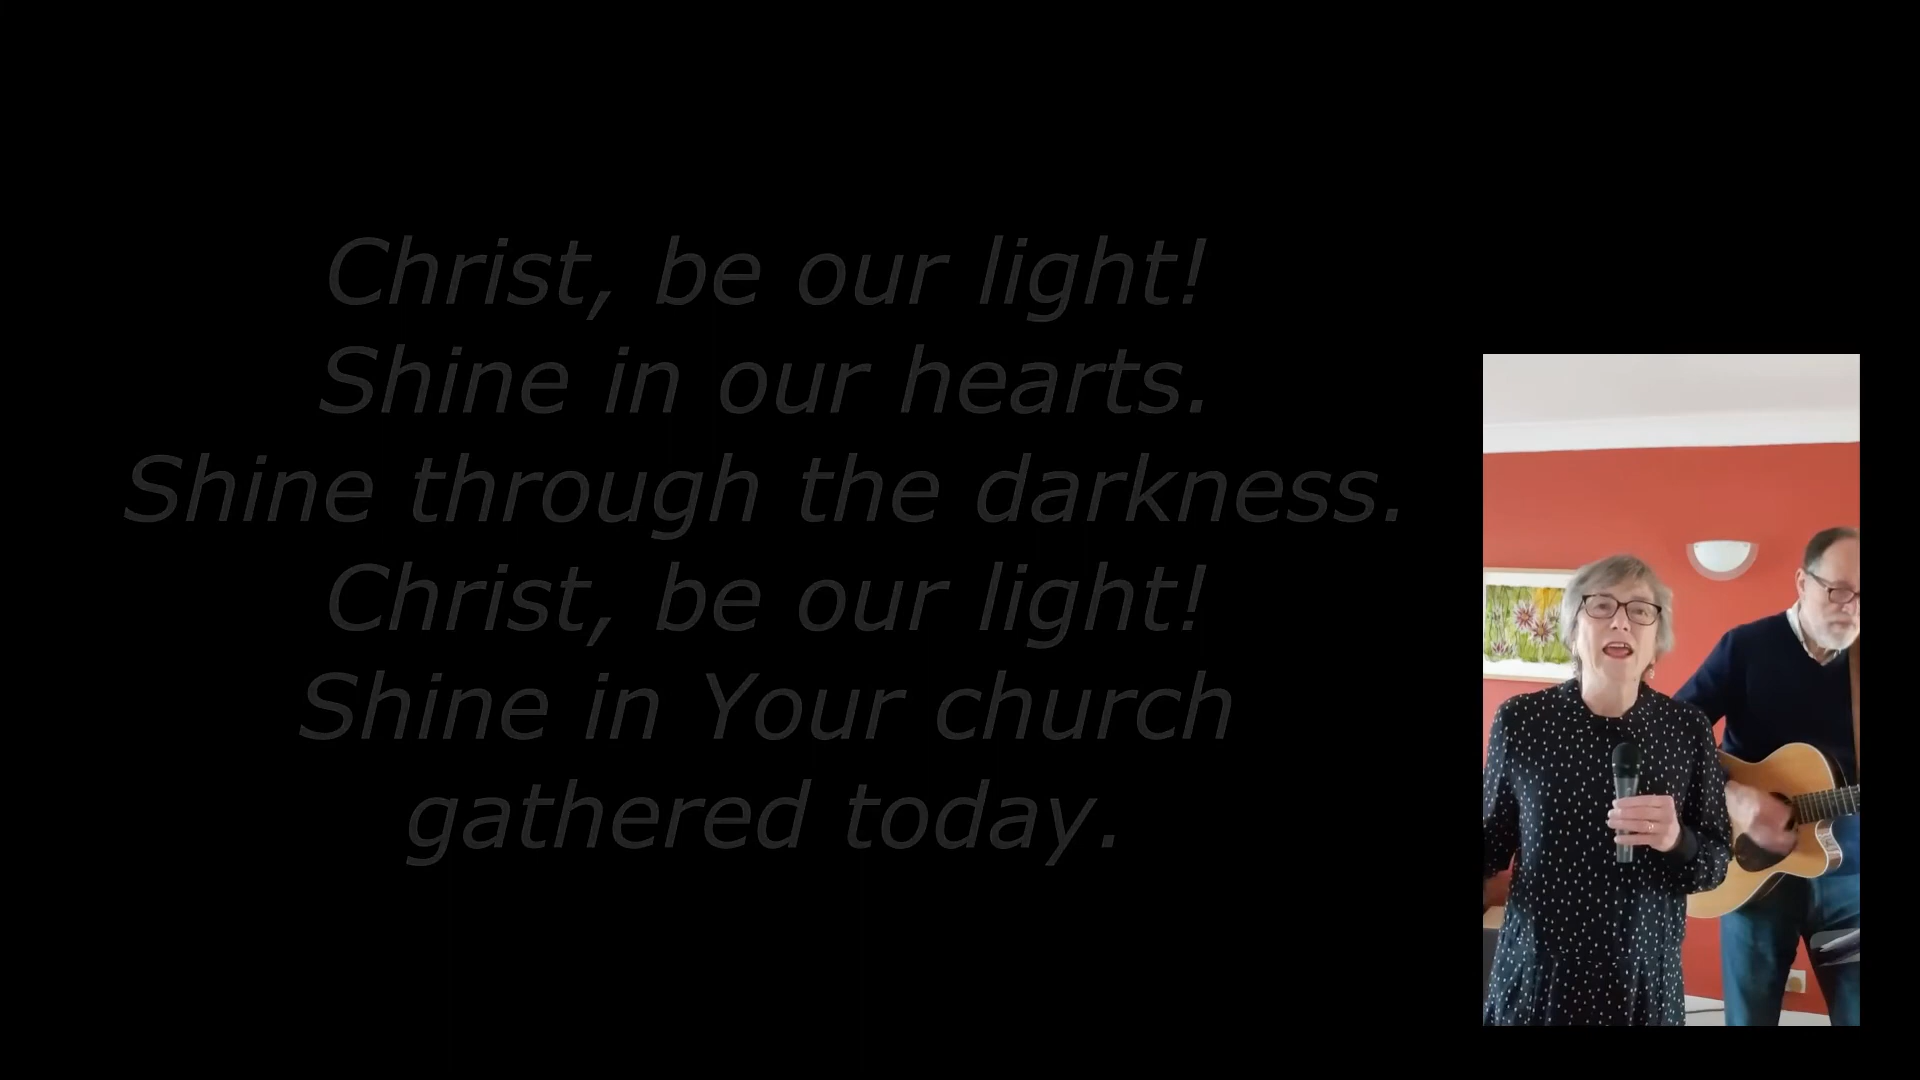 Christ, be our light!
Shine in our hearts.
Shine through the darkness.
Christ, be our light!
Shine in Your church
gathered today.